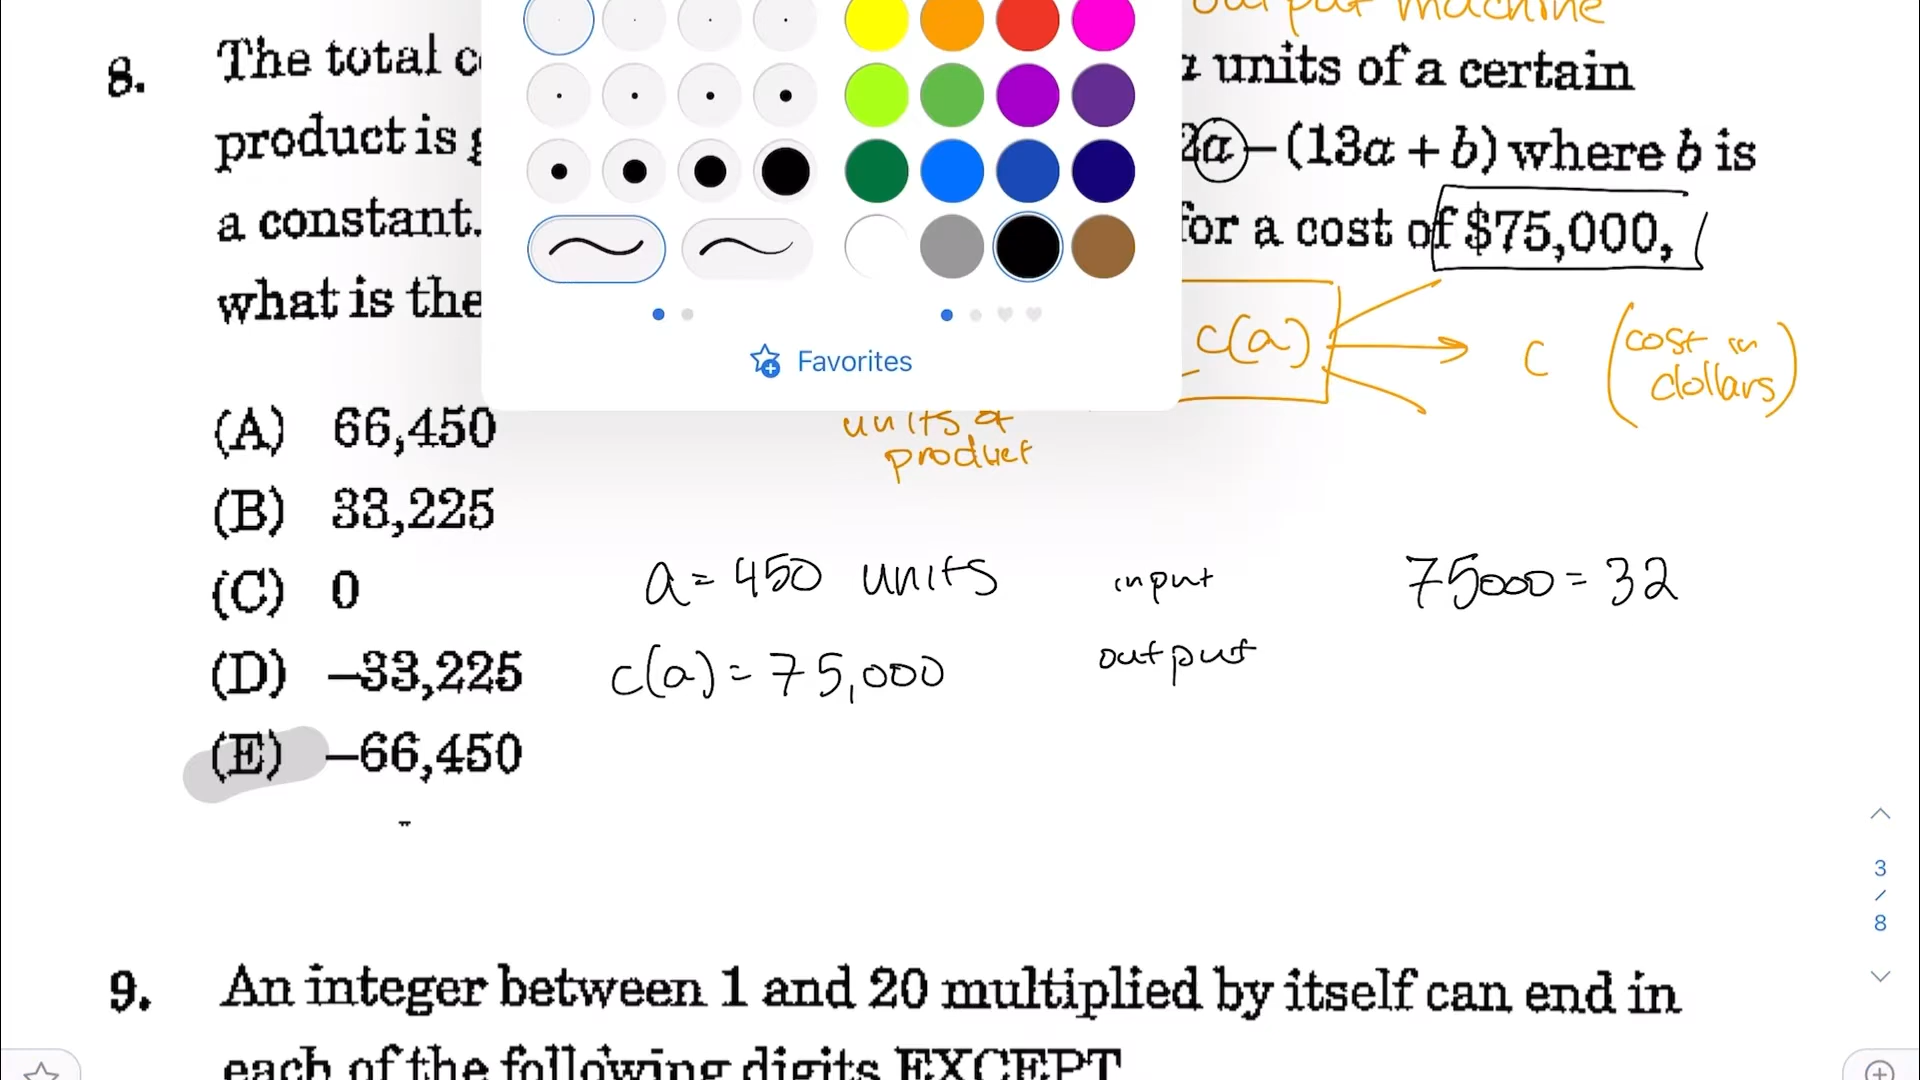 output machine
8. The total c a units of a certain
product is g 2a – (13a + b) where b is
a constant. for a cost of $75,000,
what is the
c(a) c (cost in
dollars)
Favorites
units of
product
(A) 66,450
(B) 33,225
(C) 0
(D) –33,225
(E) –66,450
a = 450 units input 75000 = 32
c(a) = 75,000 output
3
/
8
9. An integer between 1 and 20 multiplied by itself can end in
each of the following digits EXCEPT